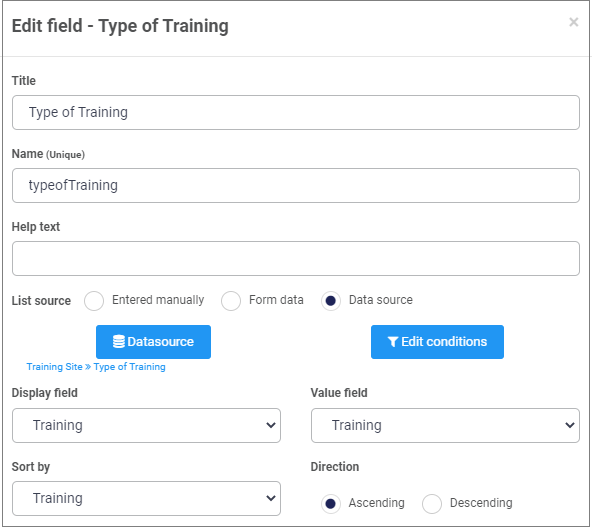 Edit field - Type of Training
×
Title
Type of Training
Name (Unique)
typeofTraining
Help text
List source Entered manually Form data Data source
Datasource Edit conditions
Training Site » Type of Training
Display field Value field
Training Training
Sort by Direction
Training Ascending Descending